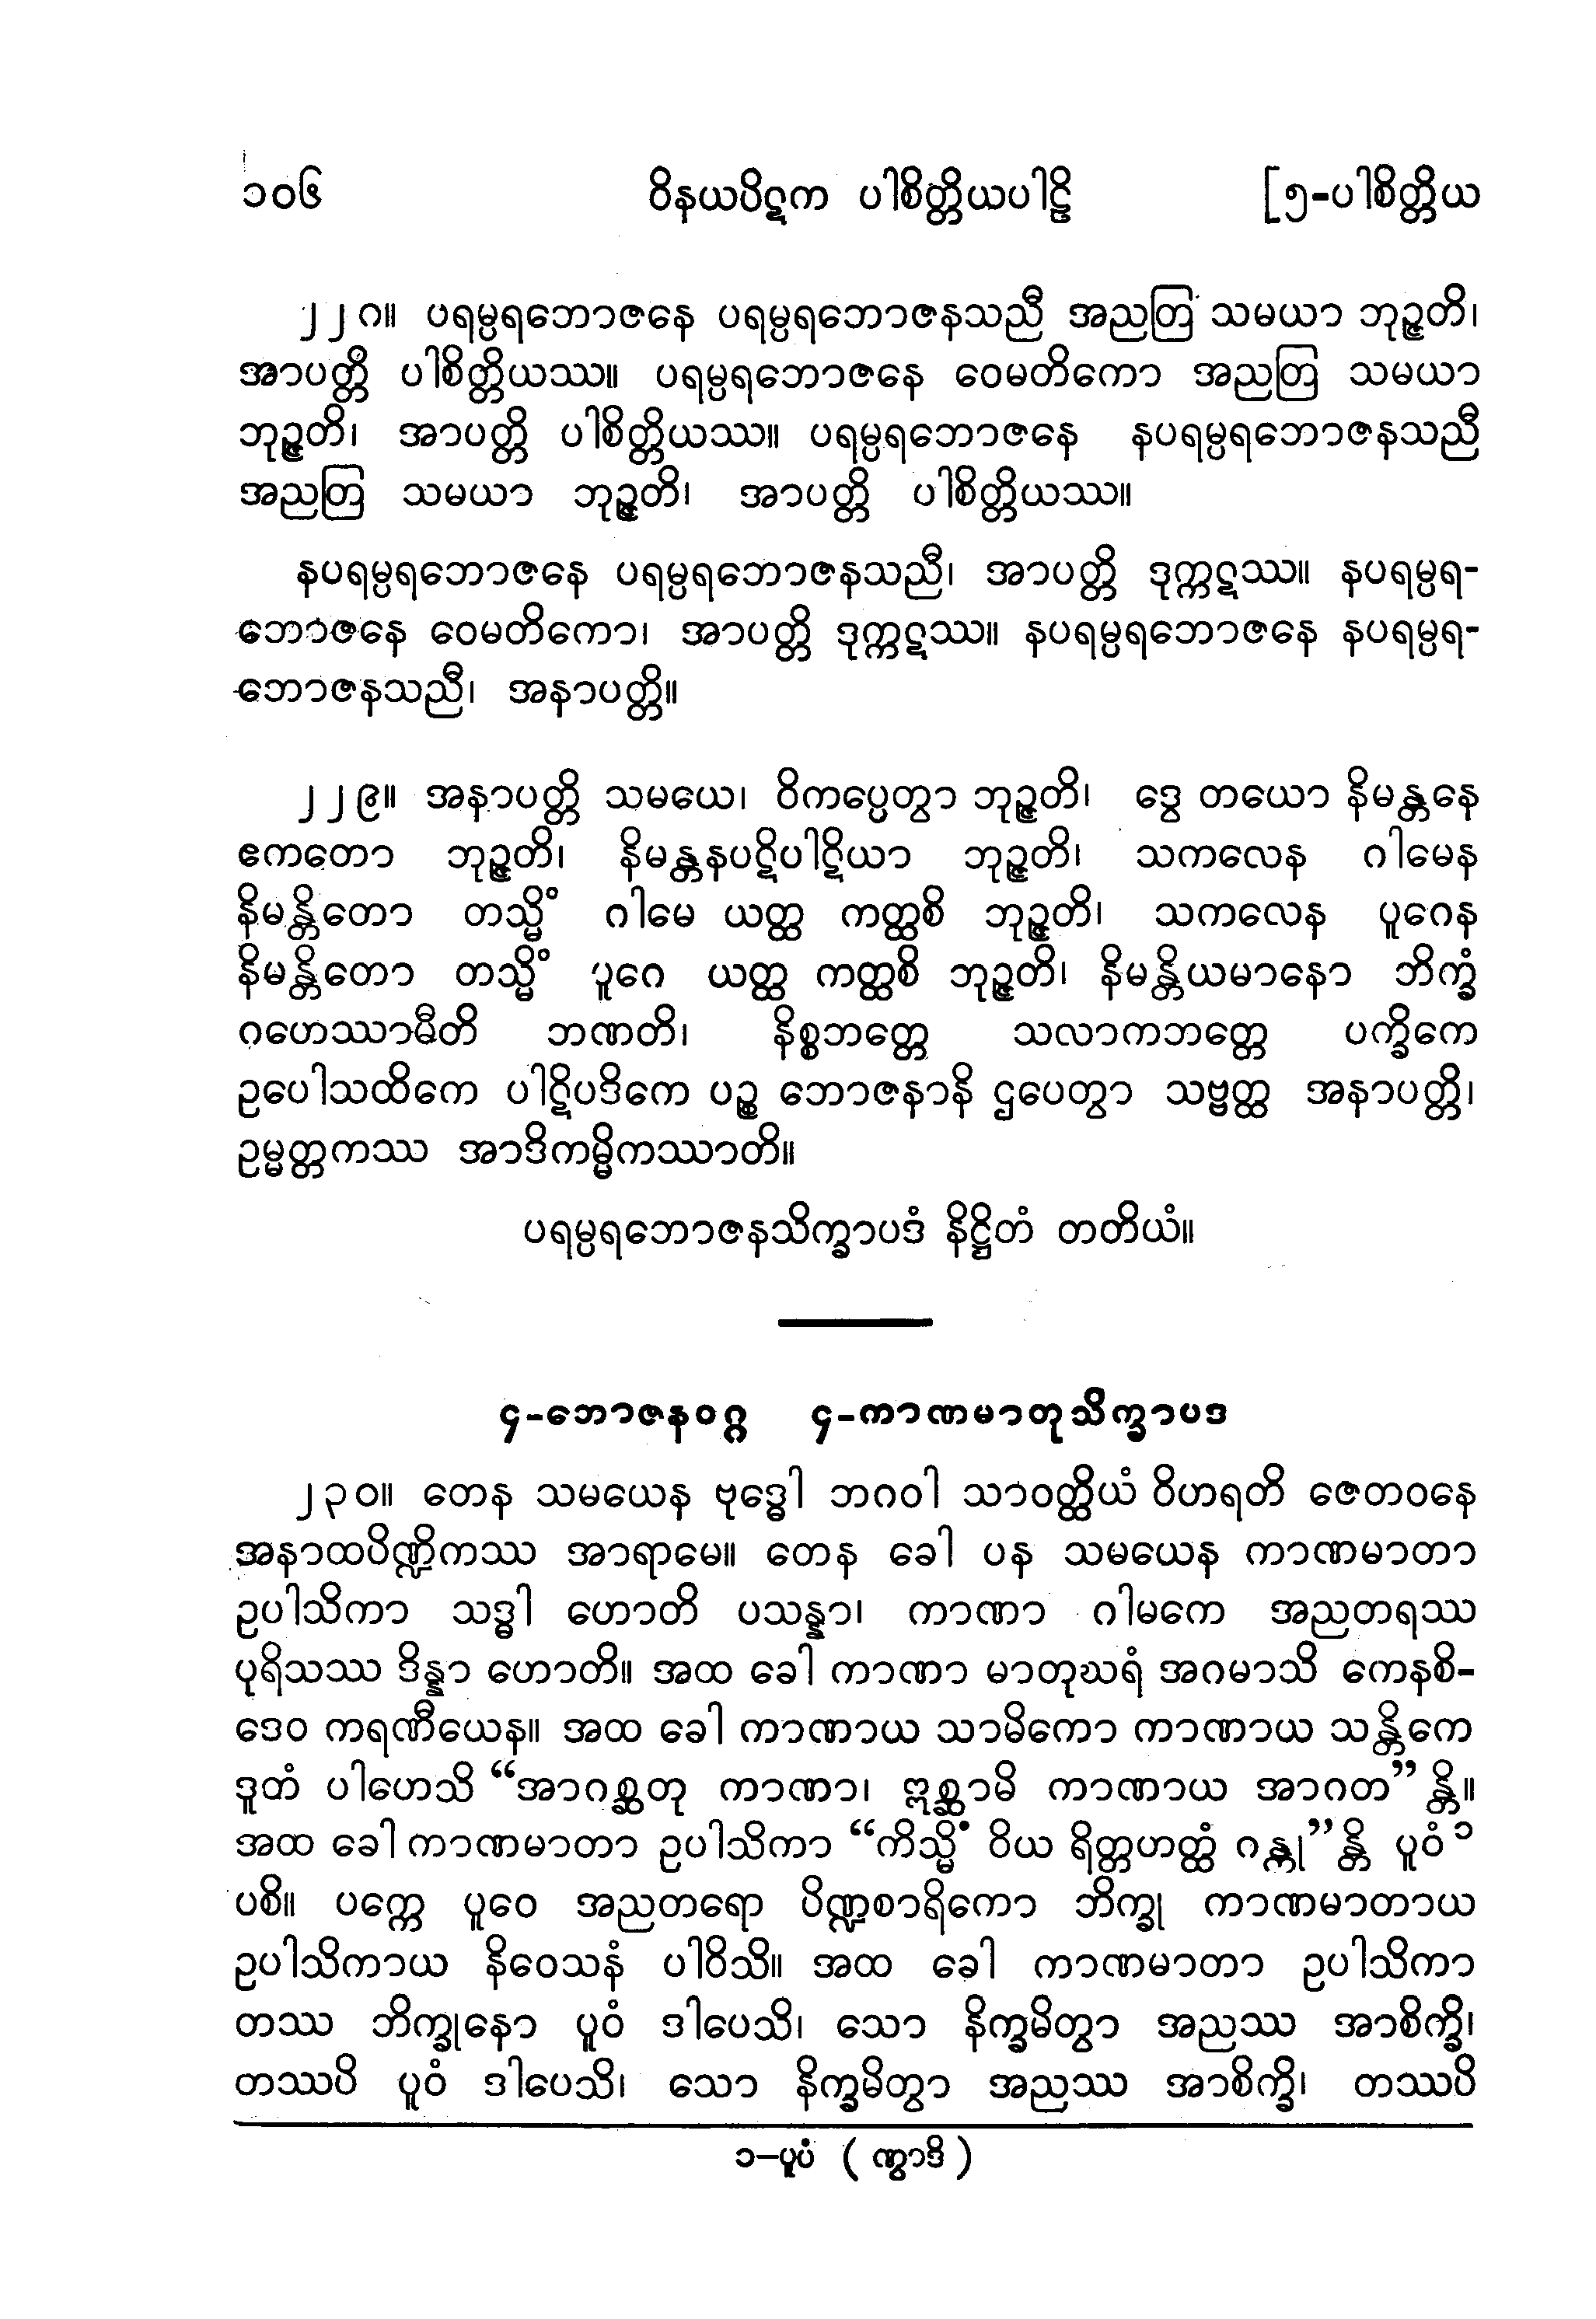 ၁၀၆ ဝိနယပိဋက ပါစိတ္တိယပါဠိ [၅-ပါစိတ္တိယ
၂၂၈။ ပရမ္ပရဘောဇနေ ပရမ္ပရဘောဇနသညီ အညတြ သမယာ ဘုဉ္ဇတိ၊
အာပတ္တိ ပါစိတ္တိယဿ။ ပရမ္ပရဘောဇနေ ဝေမတိကော အညတြ သမယာ
ဘုဉ္ဇတိ၊ အာပတ္တိ ပါစိတ္တိယဿ။ ပရမ္ပရဘောဇနေ နပရမ္ပရဘောဇနသညီ
အညတြ သမယာ ဘုဉ္ဇတိ၊ အာပတ္တိ ပါစိတ္တိယဿ။
နပရမ္ပရဘောဇနေ ပရမ္ပရဘောဇနသညီ၊ အာပတ္တိ ဒုက္ကဋဿ။ နပရမ္ပရ-
ဘောဇနေ ဝေမတိကော၊ အာပတ္တိ ဒုက္ကဋဿ။ နပရမ္ပရဘောဇနေ နပရမ္ပရ-
ဘောဇနသညီ၊ အနာပတ္တိ။
၂၂၉။ အနာပတ္တိ သမယေ၊ ဝိကပ္ပေတွာ ဘုဉ္ဇတိ၊ ဒွေ တယော နိမန္တနေ
ဧကတော ဘုဉ္ဇတိ၊ နိမန္တနပဋိပါဋိယာ ဘုဉ္ဇတိ၊ သကလေန ဂါမေန
နိမန္တိတော တသ္မိံ ဂါမေ ယတ္ထ ကတ္ထစိ ဘုဉ္ဇတိ၊ သကလေန ပူဂေန
နိမန္တိတော တသ္မိံ ပူဂေ ယတ္ထ ကတ္ထစိ ဘုဉ္ဇတိ၊ နိမန္တိယမာနော ဘိက္ခံ
ဂဟေဿာမီတိ ဘဏတိ၊ နိစ္စဘတ္တေ သလာကဘတ္တေ ပက္ခိကေ
ဥပေါသထိကေ ပါဋိပဒိကေ ပဉ္စ ဘောဇနာနိ ဌပေတွာ သဗ္ဗတ္ထ အနာပတ္တိ၊
ဥမ္မတ္တကဿ အာဒိကမ္မိကဿာတိ။
ပရမ္ပရဘောဇနသိက္ခာပဒံ နိဋ္ဌိတံ တတိယံ။
၄-ဘောဇနဝဂ္ဂ ၄-ကာဏမာတုသိက္ခာပဒ
၂၃၀။ တေန သမယေန ဗုဒ္ဓေါ ဘဂဝါ သာဝတ္ထိယံ ဝိဟရတိ ဇေတဝနေ
အနာထပိဏ္ဍိကဿ အာရာမေ။ တေန ခေါ ပန သမယေန ကာဏမာတာ
ဥပါသိကာ သဒ္ဓါ ဟောတိ ပသန္နာ၊ ကာဏာ ဂါမကေ အညတရဿ
ပုရိသဿ ဒိန္နာ ဟောတိ။ အထ ခေါ ကာဏာ မာတုဃရံ အဂမာသိ ကေနစိ-
ဒေဝ ကရဏီယေန။ အထ ခေါ ကာဏာယ သာမိကော ကာဏာယ သန္တိကေ
ဒူတံ ပါဟေသိ “အာဂစ္ဆတု ကာဏာ၊ ဣစ္ဆာမိ ကာဏာယ အာဂတ” န္တိ။
အထ ခေါ ကာဏမာတာ ဥပါသိကာ “ကိသ္မိံ ဝိယ ရိတ္တဟတ္ထံ ဂန္တု” န္တိ ပူဝံ ၁
ပစိ။ ပက္ကေ ပူဝေ အညတရော ပိဏ္ဍစာရိကော ဘိက္ခု ကာဏမာတာယ
ဥပါသိကာယ နိဝေသနံ ပါဝိသိ။ အထ ခေါ ကာဏမာတာ ဥပါသိကာ
တဿ ဘိက္ခုနော ပူဝံ ဒါပေသိ၊ သော နိက္ခမိတွာ အညဿ အာစိက္ခိ၊
တဿပိ ပူဝံ ဒါပေသိ၊ သော နိက္ခမိတွာ အညဿ အာစိက္ခိ၊ တဿပိ
၁-ပူပံ ( ဏွာဒိ )